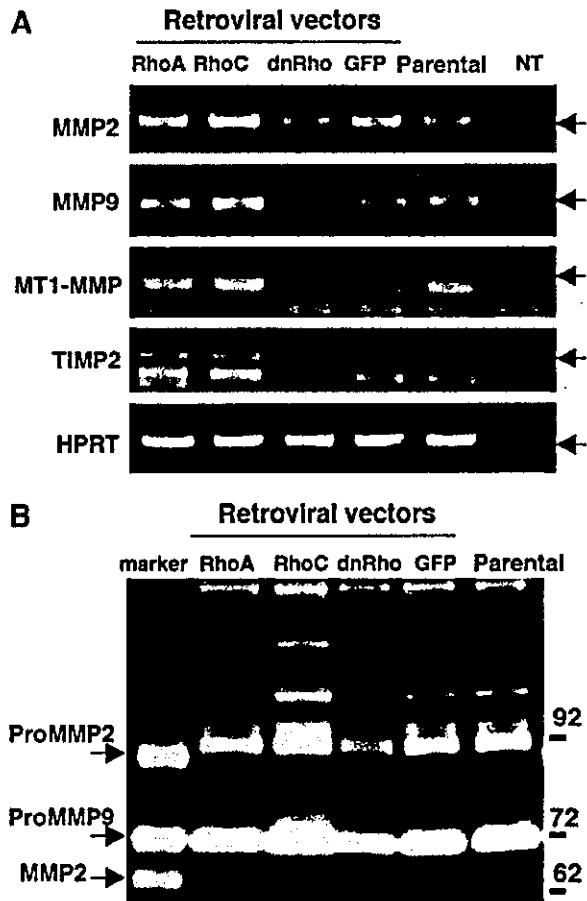 A
Retroviral vectors
RhoA RhoC dnRho GFP Parental NT
MMP2
MMP9
MT1-MMP
TIMP2
HPRT
B
Retroviral vectors
marker RhoA RhoC dnRho GFP Parental
ProMMP2
92
ProMMP9
72
MMP2
62